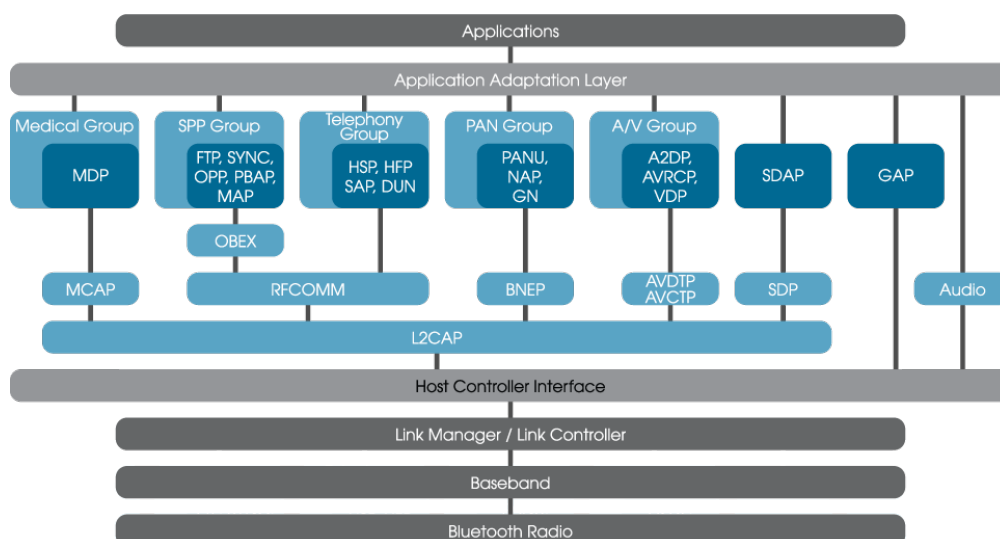 Applications
Application Adaptation Layer
Medical Group
MDP
SPP Group
FTP, SYNC,
OPP, PBAP,
MAP
Telephony
Group
HSP, HFP
SAP, DUN
PAN Group
PANU,
NAP,
GN
A/V Group
A2DP,
AVRCP,
VDP
SDAP
GAP
OBEX
MCAP
RFCOMM
BNEP
AVDTP
AVCTP
SDP
Audio
L2CAP
Host Controller Interface
Link Manager / Link Controller
Baseband
Bluetooth Radio